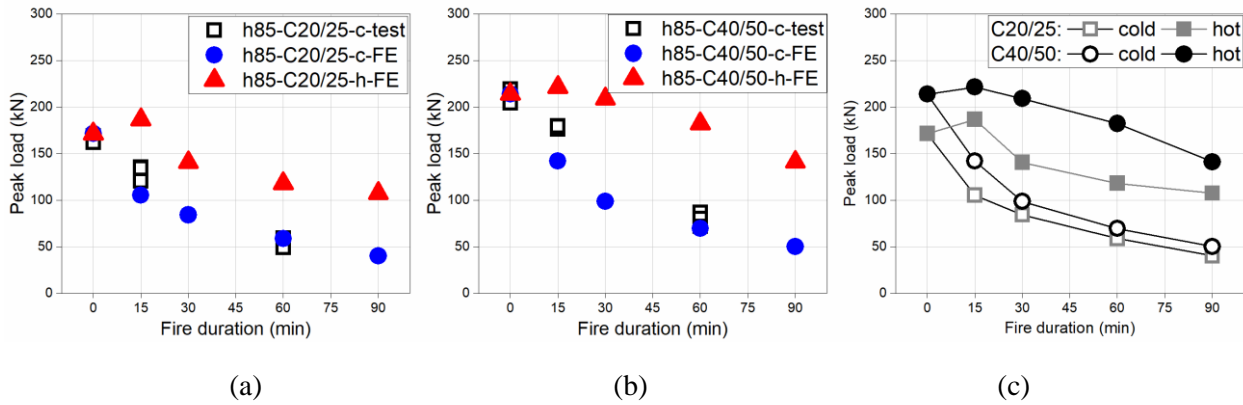 300
250
200
150
100
50
0
Peak load (kN)
h85-C20/25-c-test
h85-C20/25-c-FE
h85-C20/25-h-FE
0 15 30 45 60 75 90
Fire duration (min)
(a)
300
250
200
150
100
50
0
Peak load (kN)
h85-C40/50-c-test
h85-C40/50-c-FE
h85-C40/50-h-FE
0 15 30 45 60 75 90
Fire duration (min)
(b)
300
250
200
150
100
50
0
Peak load (kN)
C20/25: cold hot
C40/50: cold hot
0 15 30 45 60 75 90
Fire duration (min)
(c)